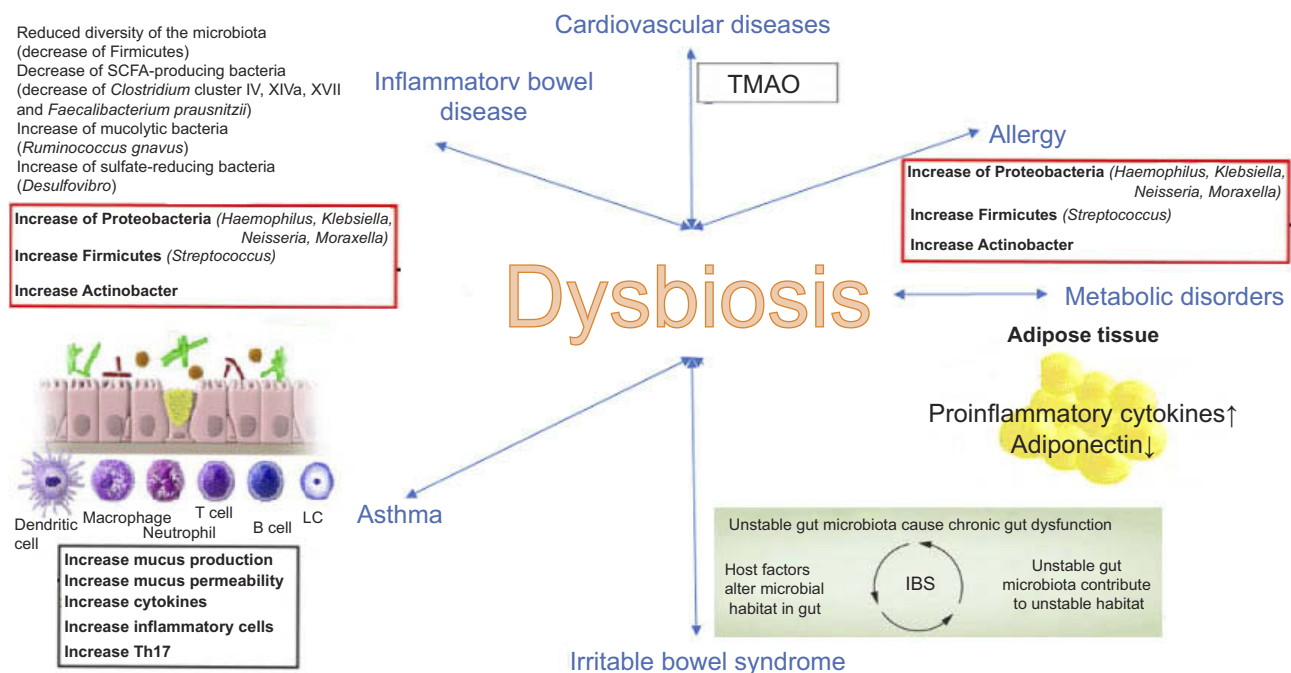 Cardiovascular diseases
TMAO
Reduced diversity of the microbiota
(decrease of Firmicutes)
Decrease of SCFA-producing bacteria
(decrease of Clostridium cluster IV, XIVa, XVII
and Faecalibacterium prausnitzii)
Increase of mucolytic bacteria
(Ruminococcus gnavus)
Increase of sulfate-reducing bacteria
(Desulfovibro)
Inflammatorv bowel
disease
Allergy
Increase of Proteobacteria (Haemophilus, Klebsiella,
Neisseria, Moraxella)
Increase Firmicutes (Streptococcus)
Increase Actinobacter
Increase of Proteobacteria (Haemophilus, Klebsiella,
Neisseria, Moraxella)
Increase Firmicutes (Streptococcus)
Increase Actinobacter
Dysbiosis
Metabolic disorders
Adipose tissue
Proinflammatory cytokines↑
Adiponectin↓
Dendritic
cell
Macrophage
Neutrophil
T cell
B cell
LC
Asthma
Increase mucus production
Increase mucus permeability
Increase cytokines
Increase inflammatory cells
Increase Th17
Unstable gut microbiota cause chronic gut dysfunction
Host factors
alter microbial
habitat in gut
IBS
Unstable gut
microbiota contribute
to unstable habitat
Irritable bowel syndrome